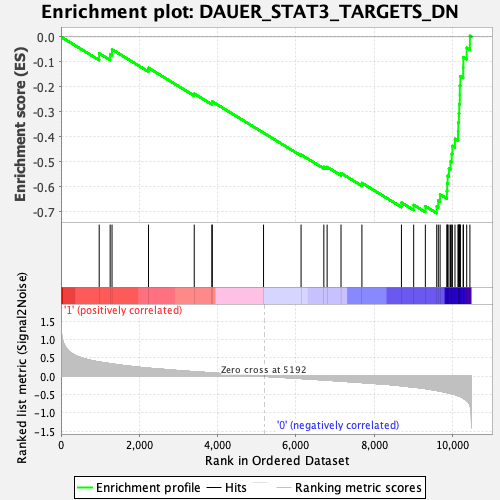 Enrichment plot: DAUER_STAT3_TARGETS_DN
Enrichment score (ES)
0.0
-0.1
-0.2
-0.3
-0.4
-0.5
-0.6
-0.7
'1' (positively correlated)
Ranked list metric (Signal2Noise)
1.5
1.0
0.5
0.0
-0.5
-1.0
-1.5
Zero cross at 5192
'0' (negatively correlated)
0
2,000
4,000
6,000
8,000
10,000
Rank in Ordered Dataset
Enrichment profile
Hits
Ranking metric scores